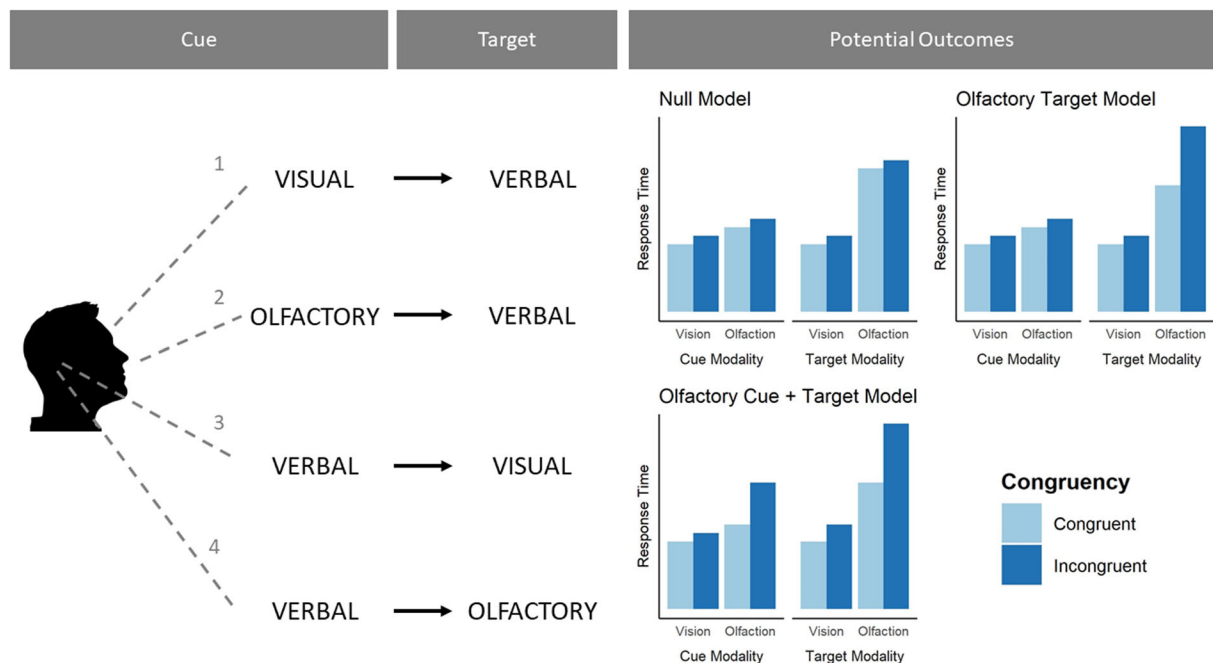 Cue
Target
Potential Outcomes
1
VISUAL
VERBAL
2
OLFACTORY
VERBAL
3
VERBAL
VISUAL
4
VERBAL
OLFACTORY
Null Model
Response Time
Vision Olfaction Vision Olfaction
Cue Modality Target Modality
Olfactory Target Model
Response Time
Vision Olfaction Vision Olfaction
Cue Modality Target Modality
Olfactory Cue + Target Model
Response Time
Vision Olfaction Vision Olfaction
Cue Modality Target Modality
Congruency
Congruent
Incongruent